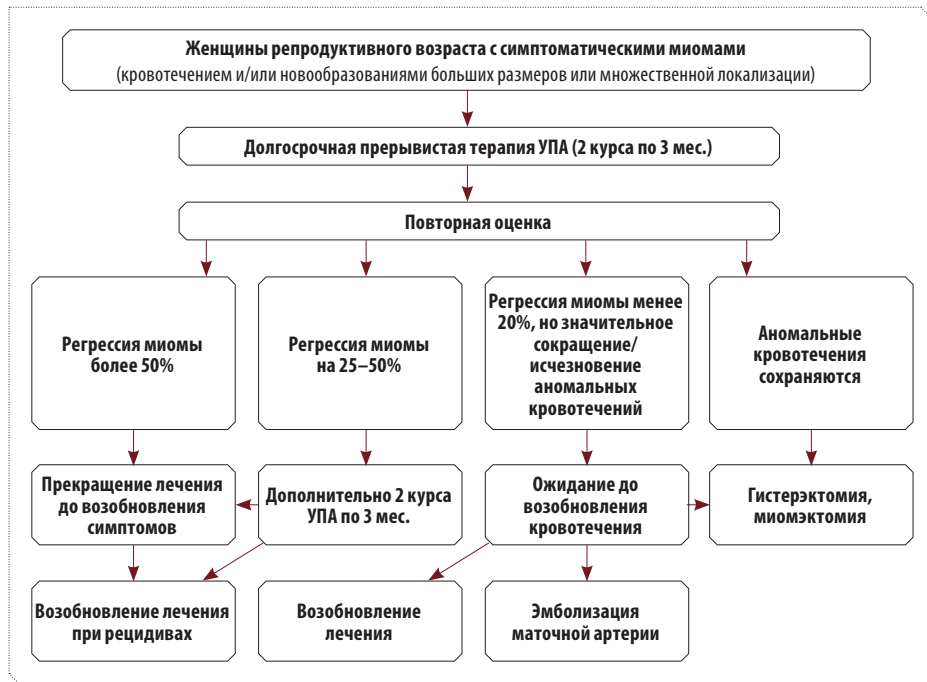 Женщины репродуктивного возраста с симптоматическими миомами
(кровотечением и/или новообразованиями больших размеров или множественной локализации)
Долгосрочная прерывистая терапия УПА (2 курса по 3 мес.)
Повторная оценка
Регрессия миомы
более 50%
Регрессия миомы
на 25–50%
Регрессия миомы менее
20%, но значительное
сокращение/
исчезновение
аномальных
кровотечений
Аномальные
кровотечения
сохраняются
Прекращение лечения
до возобновления
симптомов
Дополнительно 2 курса
УПА по 3 мес.
Ожидание до
возобновления
кровотечения
Гистерэктомия,
миомэктомия
Возобновление лечения
при рецидивах
Возобновление
лечения
Эмболизация
маточной артерии